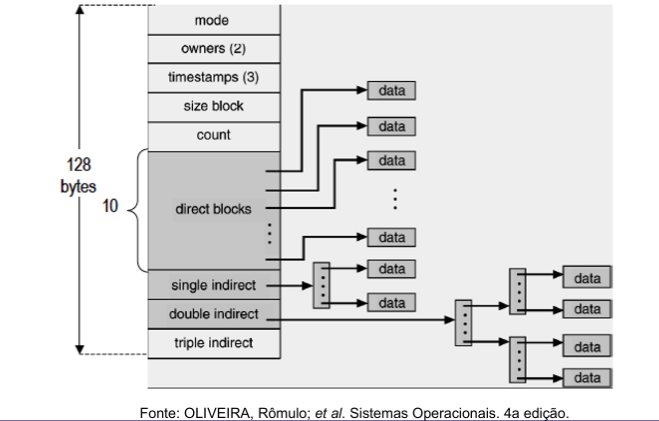 mode
owners (2)
timestamps (3)
size block
count
128
bytes
10
direct blocks
single indirect
double indirect
triple indirect
data
data
data
data
data
data
data
data
data
data
Fonte: OLIVEIRA, Rômulo; et al. Sistemas Operacionais. 4a edição.